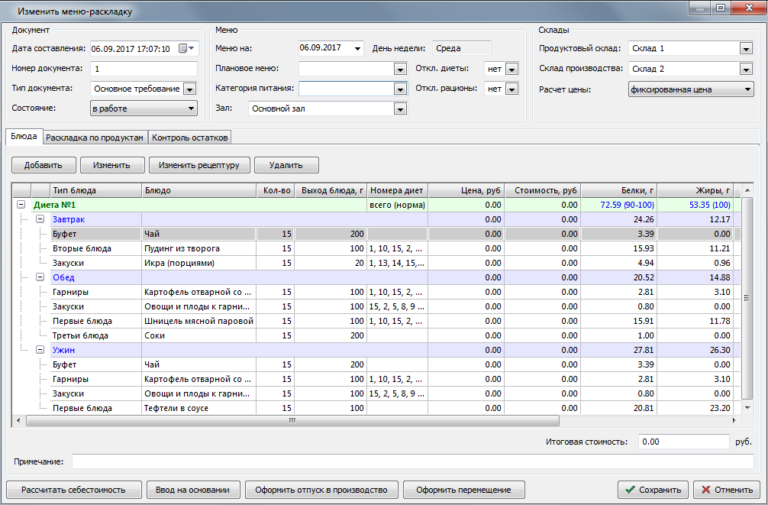 Изменить меню-раскладку
Документ Меню Склады
Дата составления: 06.09.2017 17:07:10 Меню на: 06.09.2017 День недели: Среда Продуктовый склад: Склад 1
Номер документа: 1 Плановое меню: Откл. диеты: нет Склад производства: Склад 2
Тип документа: Основное требование Категория питания: Откл. рационы: нет Расчет цены: фиксированная цена
Состояние: в работе Зал: Основной зал
Блюда Раскладка по продуктам Контроль остатков
Добавить Изменить Изменить рецептуру Удалить
Тип блюда Блюдо Кол-во Выход блюда, г Номера диет Цена, руб Стоимость, руб Белки, г Жиры, г
Диета №1 всего (норма) 0.00 0.00 72.59 (90-100) 53.35 (100)
Завтрак 0.00 0.00 24.26 12.17
Буфет Чай 15 200 0.00 0.00 3.39 0.00
Вторые блюда Пудинг из творога 15 100 1, 10, 15, 2, ... 0.00 0.00 15.93 11.21
Закуски Икра (порциями) 15 20 1, 13, 14, 15,... 0.00 0.00 4.94 0.96
Обед 0.00 0.00 20.52 14.88
Гарниры Картофель отварной со ... 15 100 1, 10, 15, 2, ... 0.00 0.00 2.81 3.10
Закуски Овощи и плоды к гарни... 15 100 15, 2, 5, 8, 9 ... 0.00 0.00 0.80 0.00
Первые блюда Шницель мясной паровой 15 100 1, 10, 15, 2, ... 0.00 0.00 15.91 11.78
Третьи блюда Соки 15 200 0.00 0.00 1.00 0.00
Ужин 0.00 0.00 27.81 26.30
Буфет Чай 15 200 0.00 0.00 3.39 0.00
Гарниры Картофель отварной со ... 15 100 1, 10, 15, 2, ... 0.00 0.00 2.81 3.10
Закуски Овощи и плоды к гарни... 15 100 15, 2, 5, 8, 9 ... 0.00 0.00 0.80 0.00
Первые блюда Тефтели в соусе 15 100 0.00 0.00 20.81 23.20
Итоговая стоимость: 0.00 руб.
Примечание:
Рассчитать себестоимость Ввод на основании Оформить отпуск в производство Оформить перемещение Сохранить Отменить